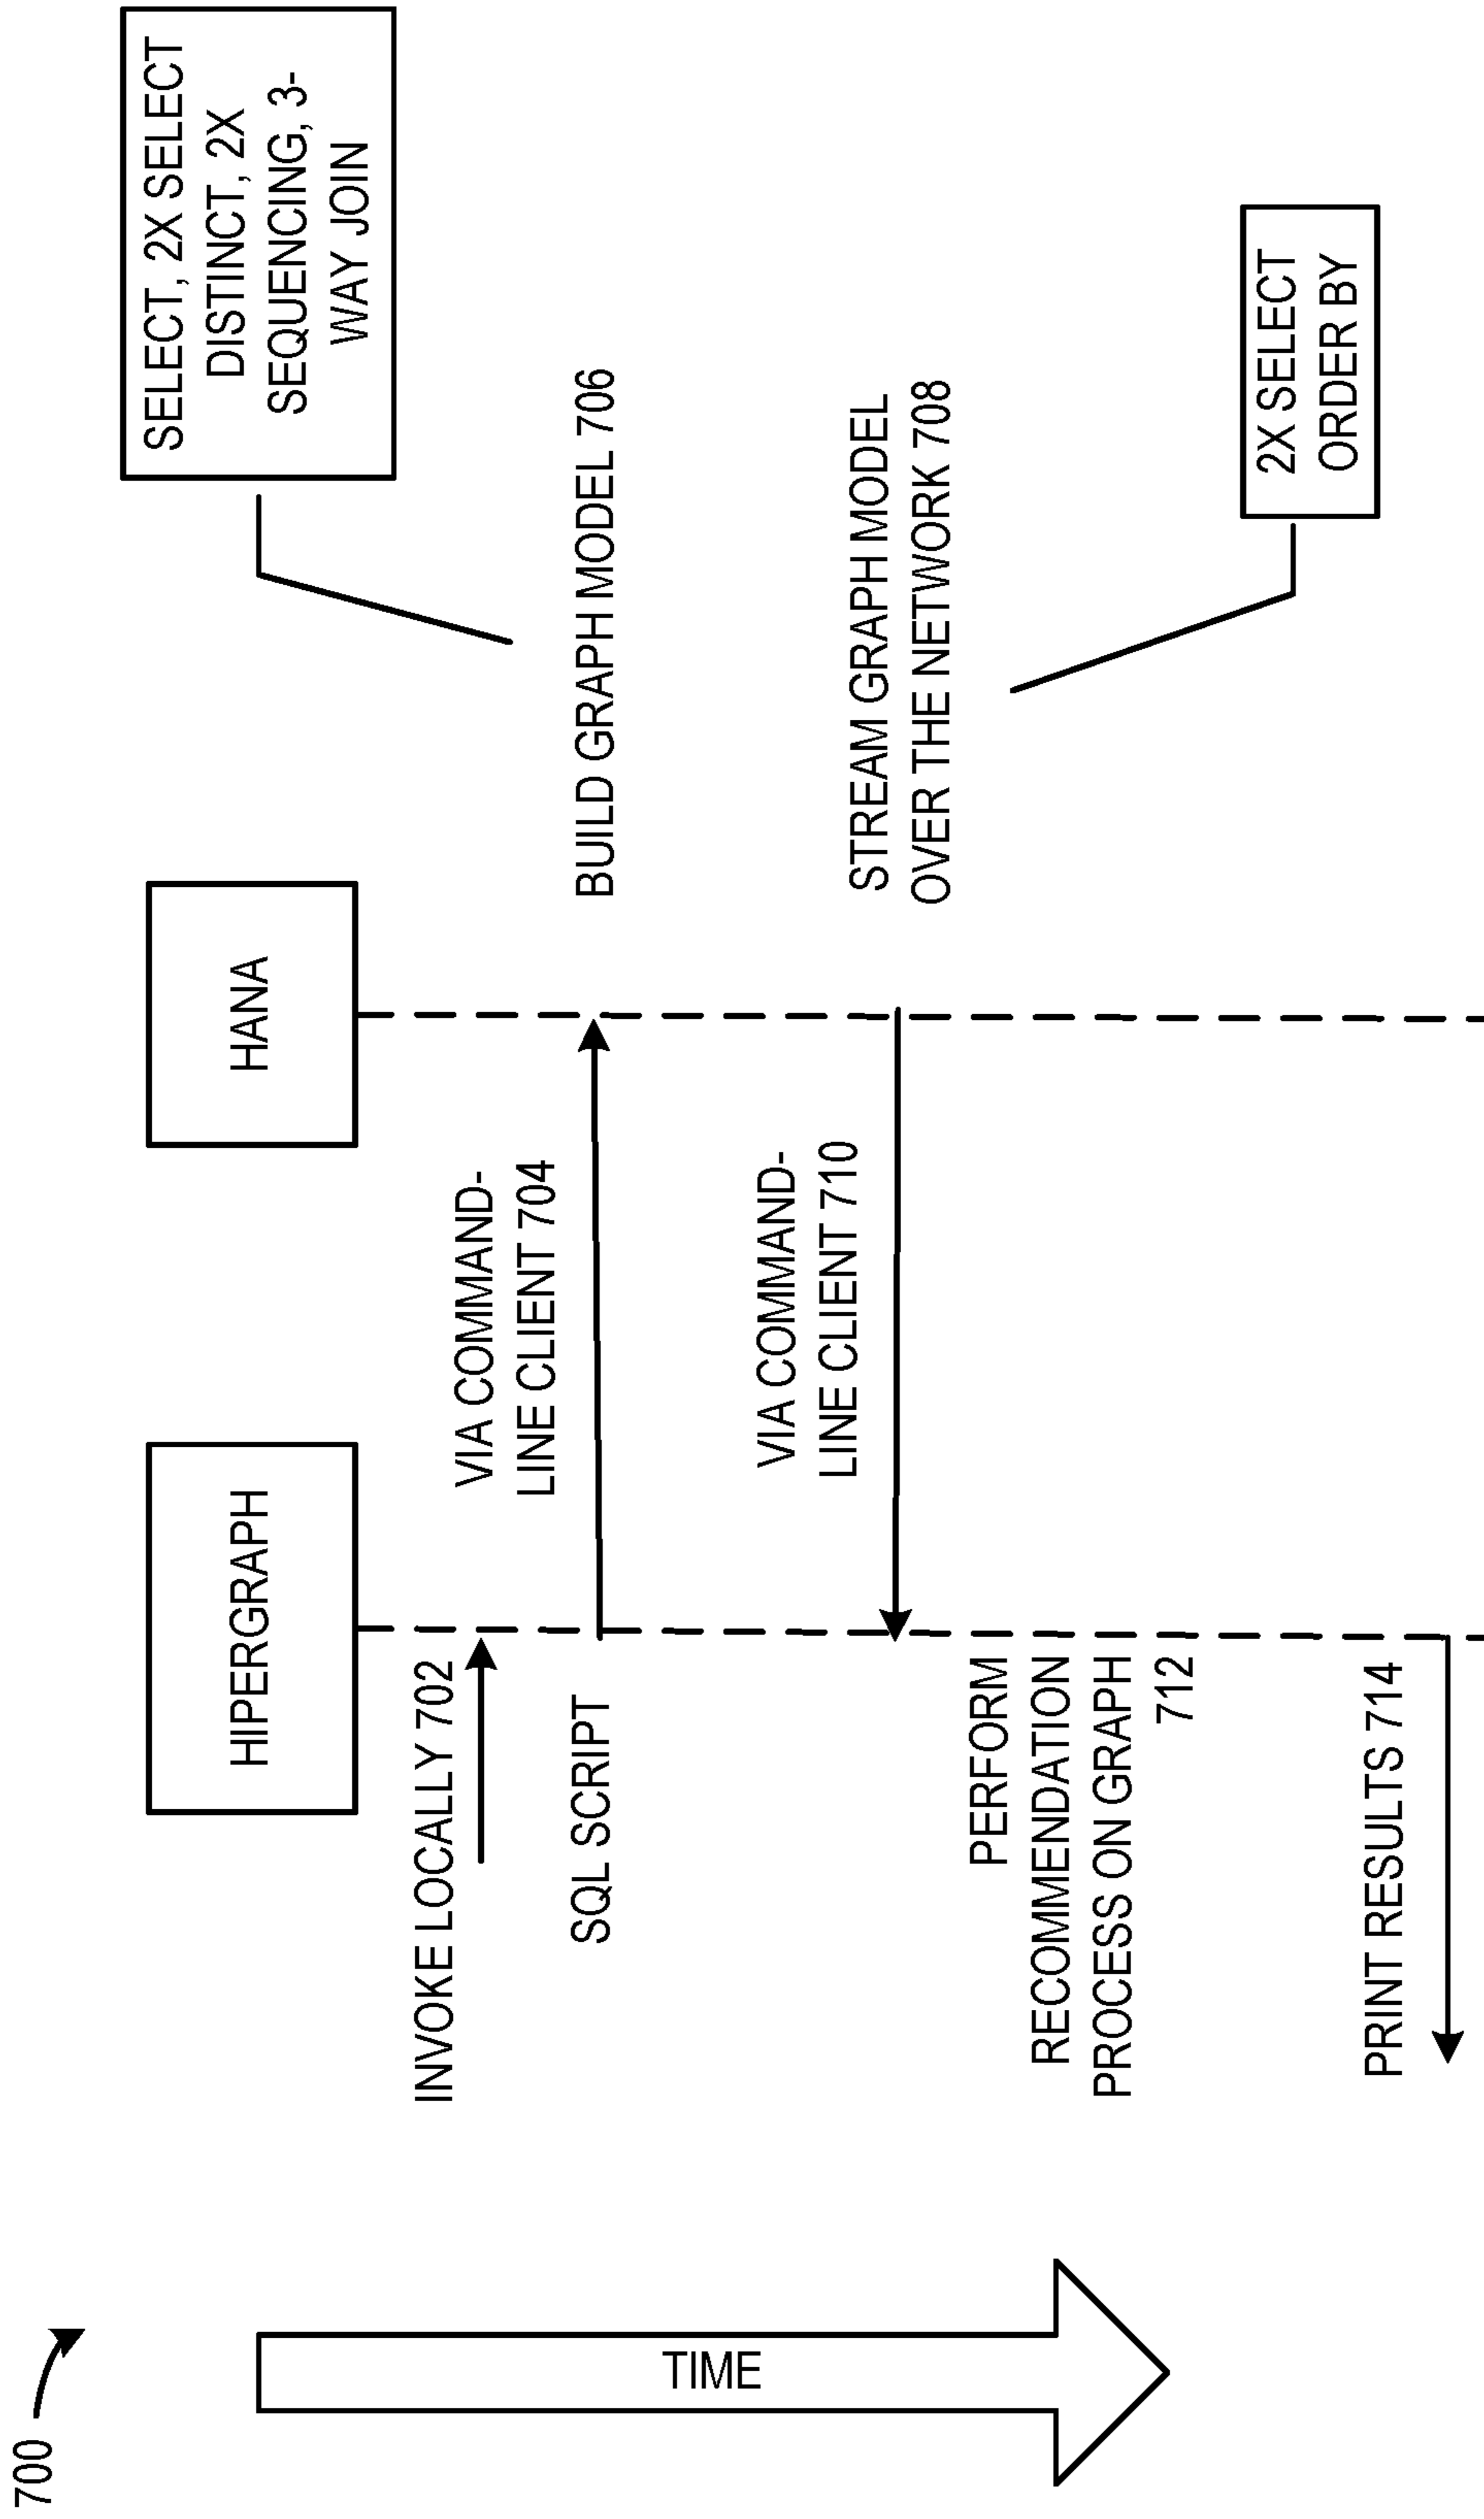 700
TIME
HIPERGRAPH
HANA
SELECT, 2X SELECT
DISTINCT, 2X
SEQUENCING, 3-
WAY JOIN
INVOKE LOCALLY 702
VIA COMMAND-
LINE CLIENT 704
SQL SCRIPT
BUILD GRAPH MODEL 706
STREAM GRAPH MODEL
OVER THE NETWORK 708
VIA COMMAND-
LINE CLIENT 710
PERFORM
RECOMMENDATION
PROCESS ON GRAPH
712
2X SELECT
ORDER BY
PRINT RESULTS 714